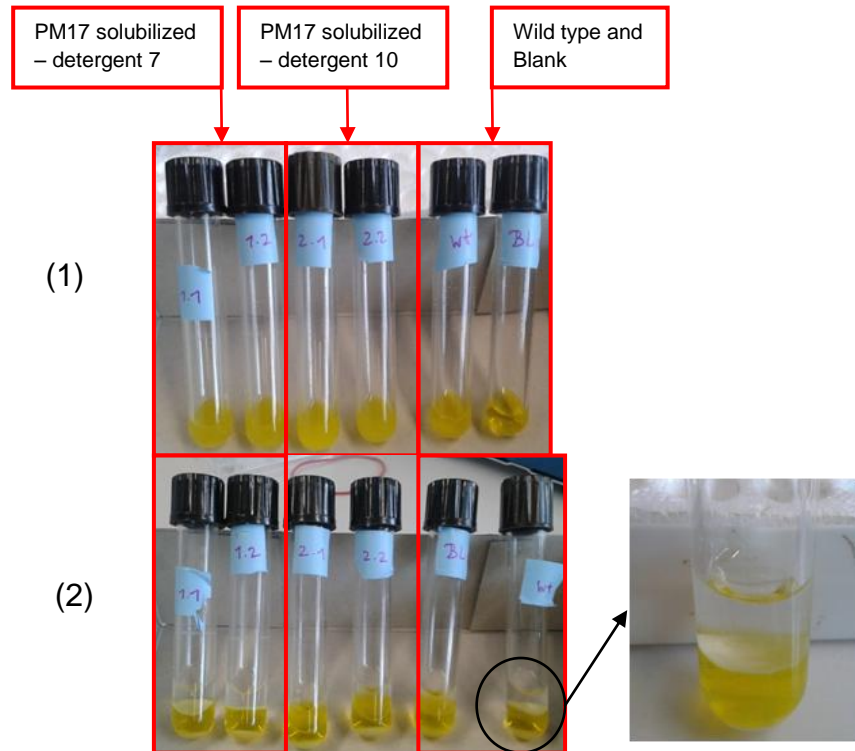 PM17 solubilized
– detergent 7
PM17 solubilized
– detergent 10
Wild type and
Blank
(1)
1.1
1.2
2.1
2.2
wt
BL
(2)
1.1
1.2
2.1
2.2
BL
wt